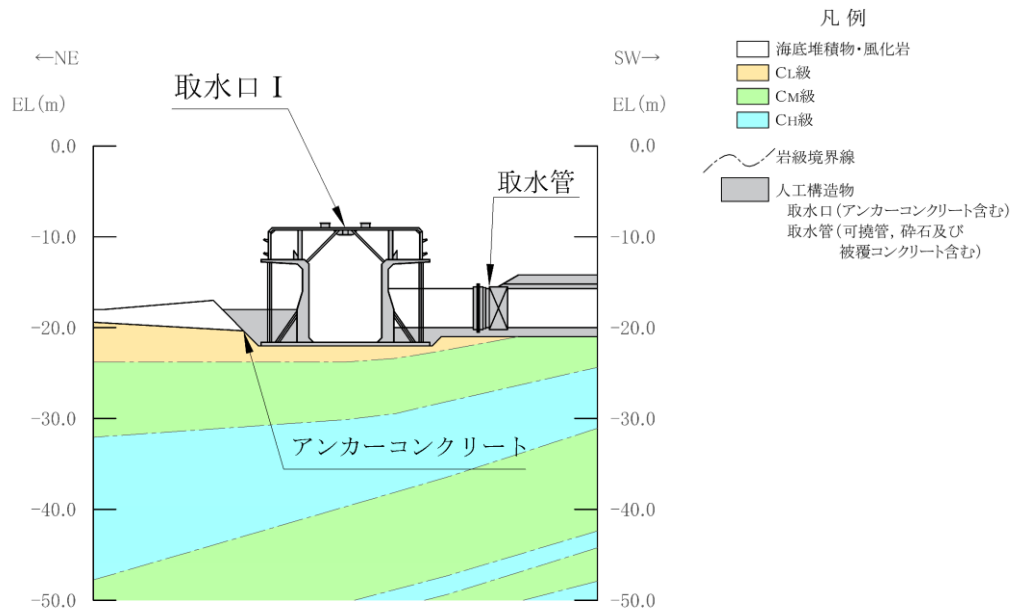 凡 例
海底堆積物・風化岩
CL級
CM級
CH級
岩級境界線
人工構造物
取水口(アンカーコンクリート含む)
取水管(可撓管, 砕石及び
被覆コンクリート含む)
←NE
SW→
EL(m)
EL(m)
取水口 I
取水管
アンカーコンクリート
0.0
-10.0
-20.0
-30.0
-40.0
-50.0
0.0
-10.0
-20.0
-30.0
-40.0
-50.0